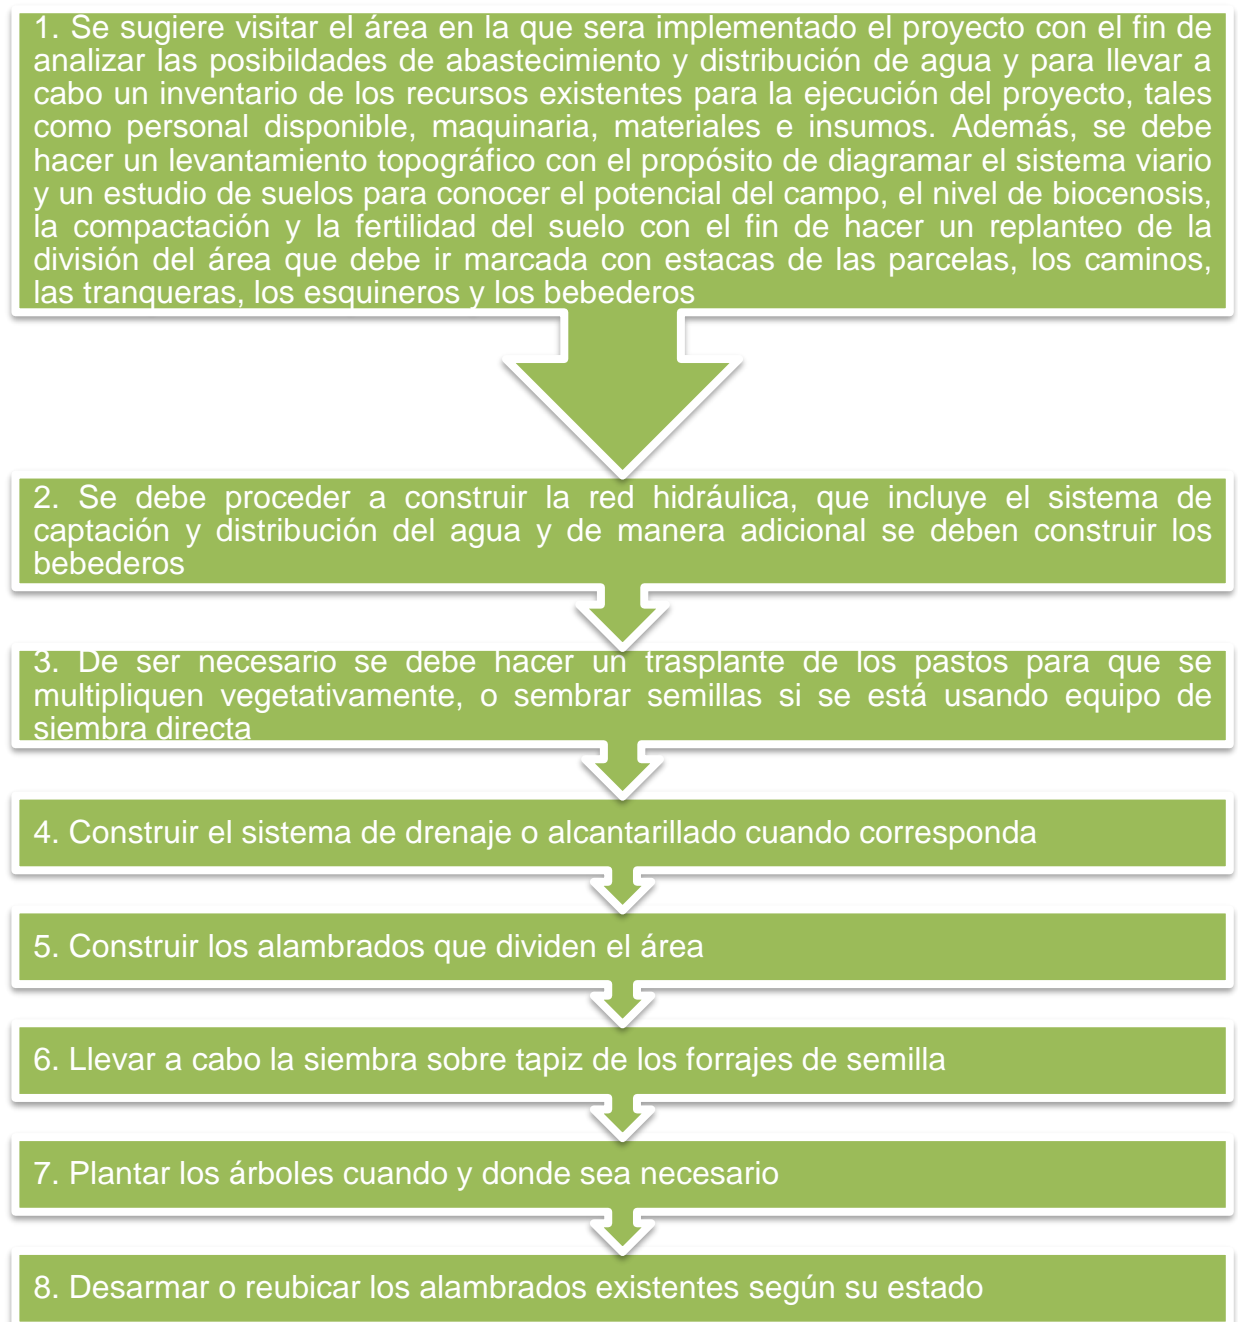 1. Se sugiere visitar el área en la que sera implementado el proyecto con el fin de
analizar las posibildades de abastecimiento y distribución de agua y para llevar a
cabo un inventario de los recursos existentes para la ejecución del proyecto, tales
como personal disponible, maquinaria, materiales e insumos. Además, se debe
hacer un levantamiento topográfico con el propósito de diagramar el sistema viario
y un estudio de suelos para conocer el potencial del campo, el nivel de biocenosis,
la compactación y la fertilidad del suelo con el fin de hacer un replanteo de la
división del área que debe ir marcada con estacas de las parcelas, los caminos,
las tranqueras, los esquineros y los bebederos
2. Se debe proceder a construir la red hidráulica, que incluye el sistema de
captación y distribución del agua y de manera adicional se deben construir los
bebederos
3. De ser necesario se debe hacer un trasplante de los pastos para que se
multipliquen vegetativamente, o sembrar semillas si se está usando equipo de
siembra directa
4. Construir el sistema de drenaje o alcantarillado cuando corresponda
5. Construir los alambrados que dividen el área
6. Llevar a cabo la siembra sobre tapiz de los forrajes de semilla
7. Plantar los árboles cuando y donde sea necesario
8. Desarmar o reubicar los alambrados existentes según su estado